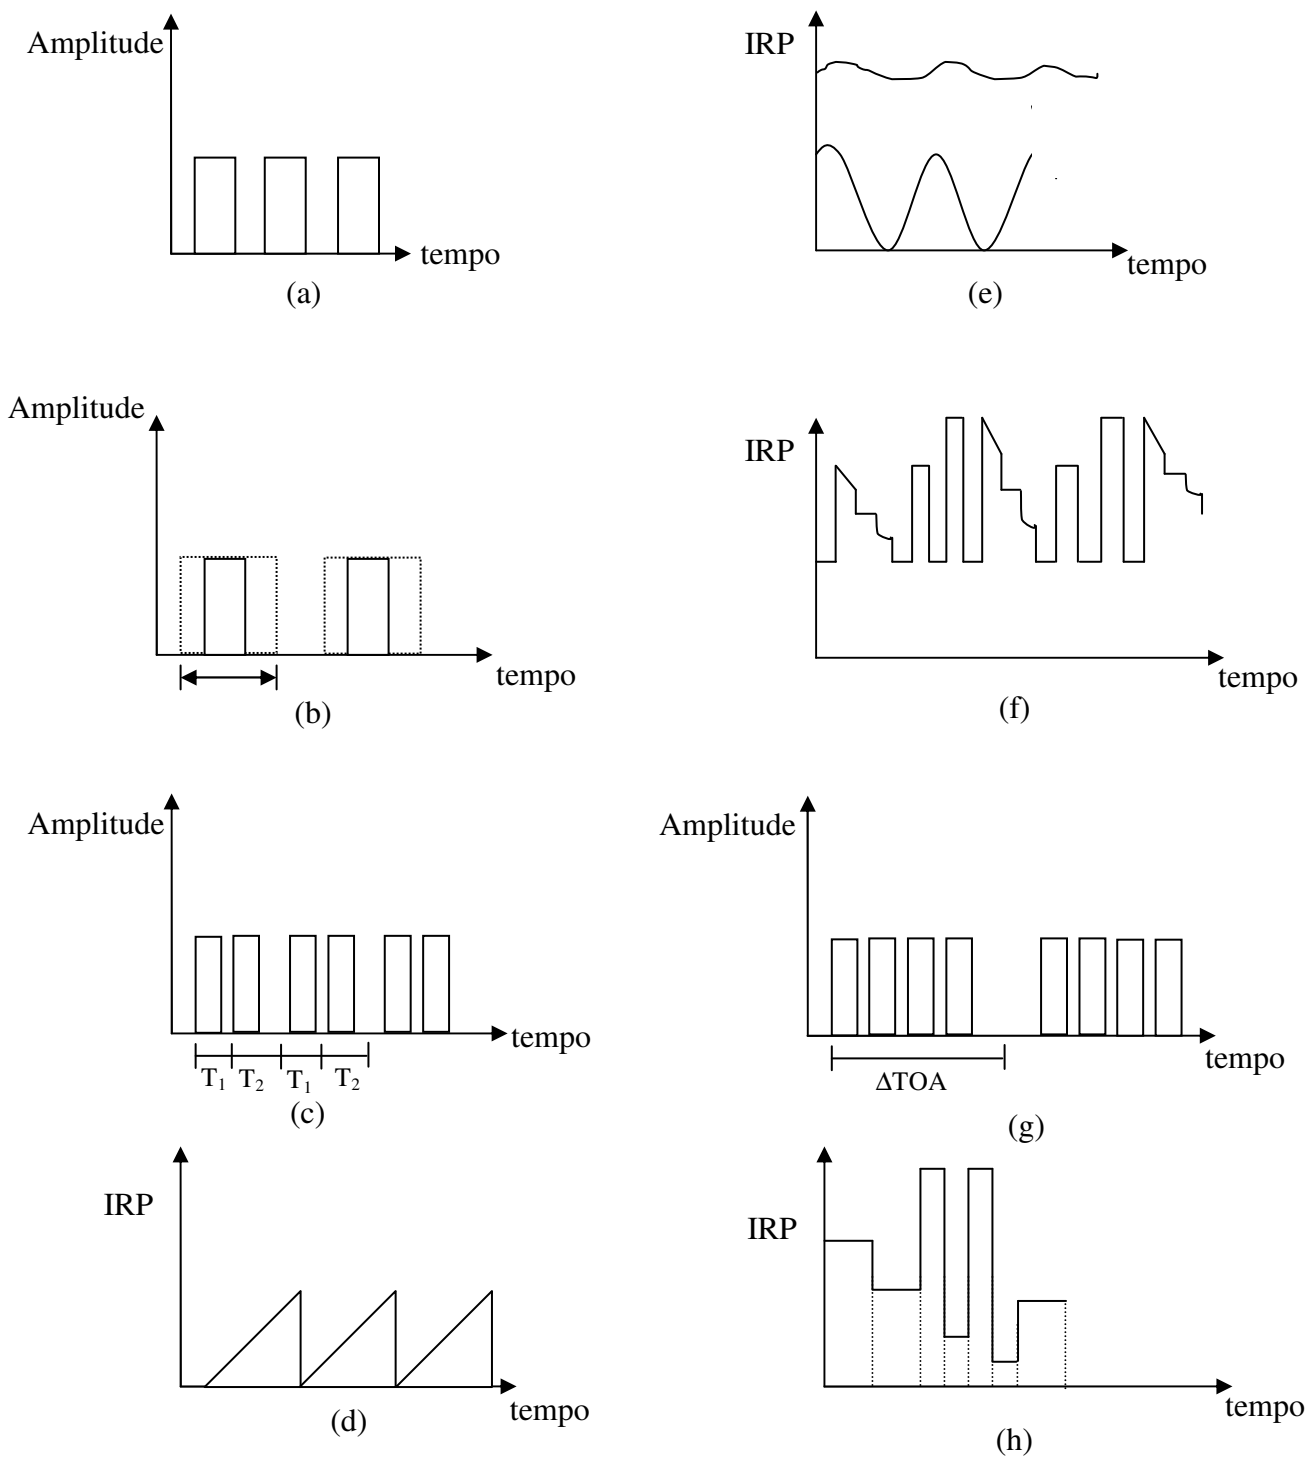 Amplitude
tempo
(a)
IRP
tempo
(e)
Amplitude
tempo
(b)
IRP
tempo
(f)
Amplitude
tempo
T₁ T₂ T₁ T₂
(c)
Amplitude
tempo
ΔTOA
(g)
IRP
tempo
(d)
IRP
tempo
(h)